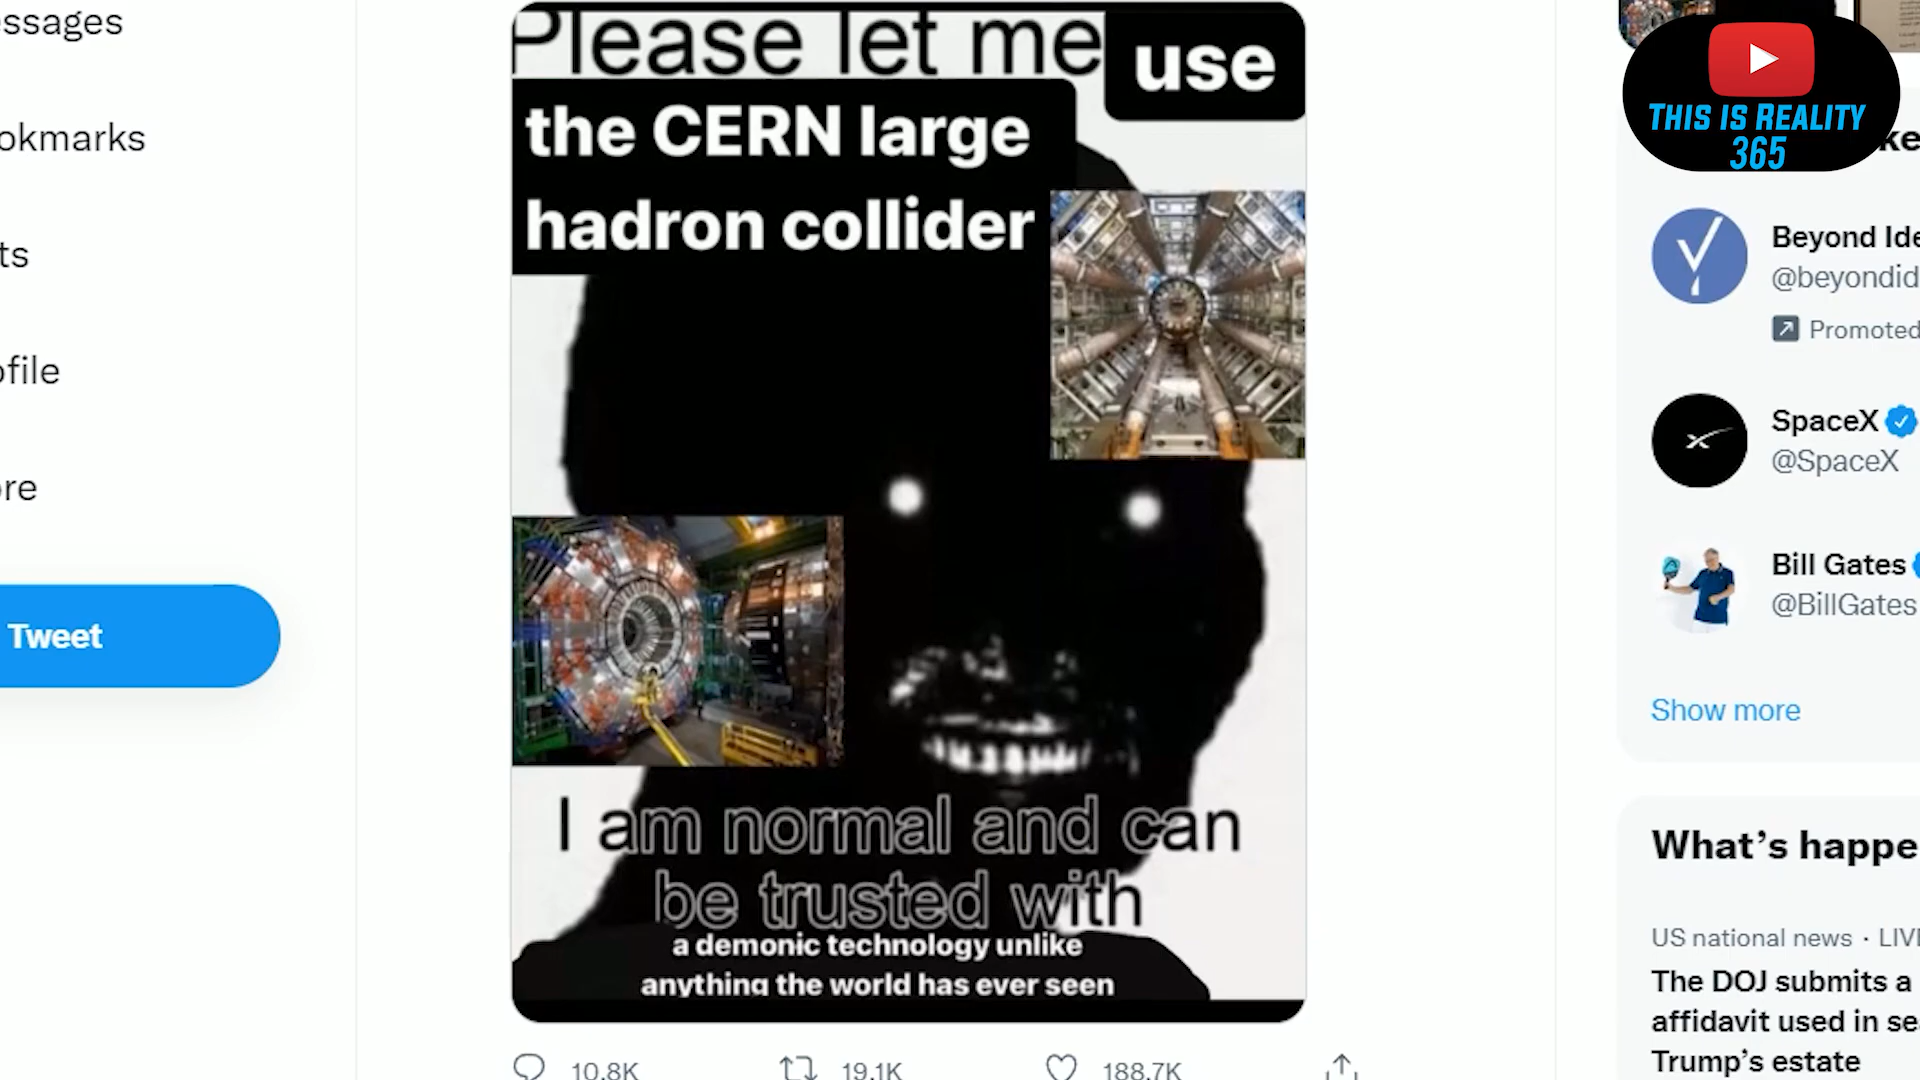 ssages
okmarks
ts
ofile
re
Tweet
Please let me
use
the CERN large
hadron collider
I am normal and can
be trusted with
a demonic technology unlike
anything the world has ever seen
10.8K
19.1K
188.7K
THIS IS REALITY
365
ke
Beyond Ide
@beyondid
Promoted
SpaceX
@SpaceX
Bill Gates
@BillGates
Show more
What's happe
US national news · LIVE
The DOJ submits a
affidavit used in se
Trump's estate